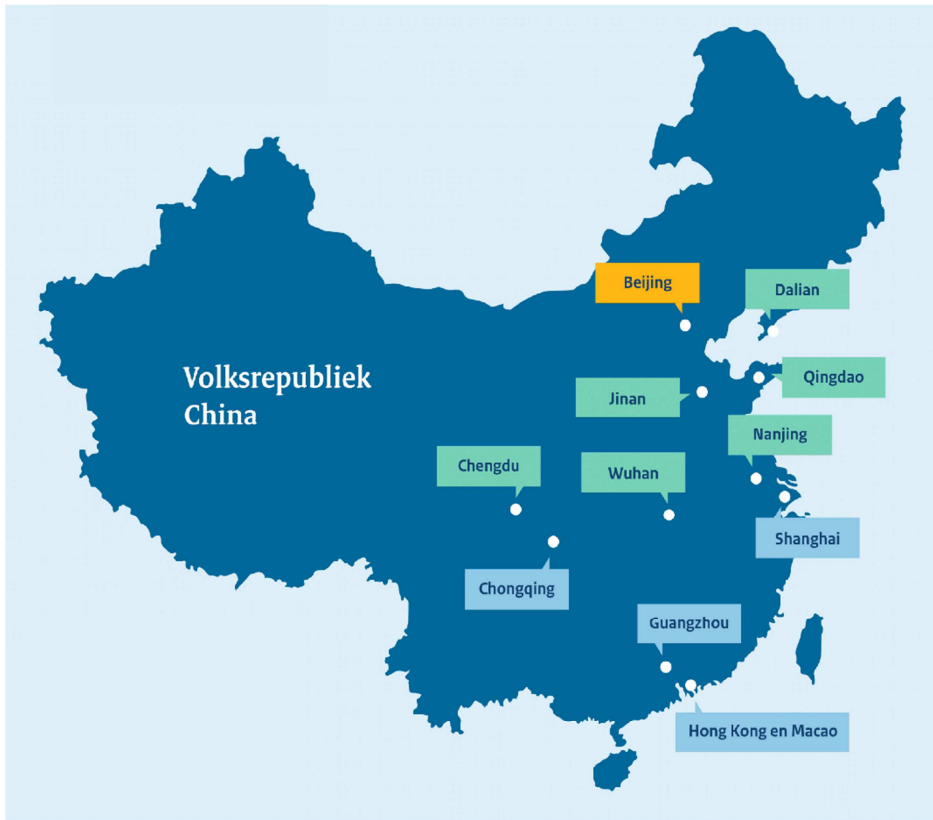 Beijing
Dalian
Volksrepubliek
China
Qingdao
Jinan
Nanjing
Chengdu
Wuhan
Shanghai
Chongqing
Guangzhou
Hong Kong en Macao